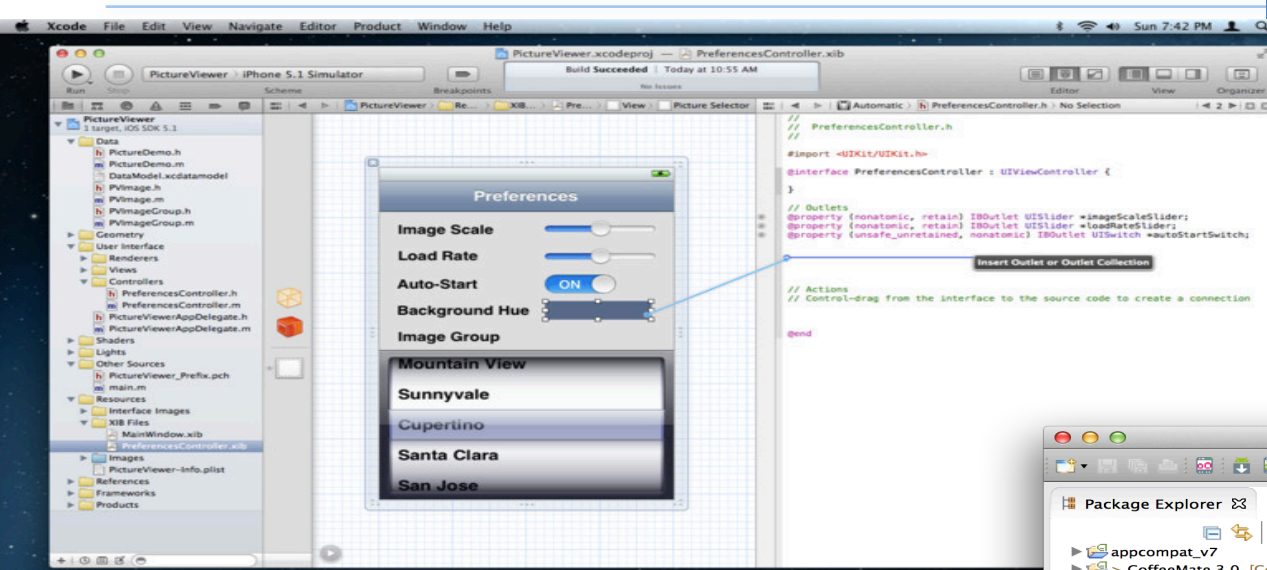 Xcode File Edit View Navigate Editor Product Window Help
Sun 7:42 PM
PictureViewer.xcodeproj — PreferencesController.xib
PictureViewer › iPhone 5.1 Simulator
Build Succeeded | Today at 10:55 AM
No Issues
Run Stop Scheme Breakpoints Editor View Organizer
PictureViewer › Re... › XIB... › Pre... › View › Picture Selector
Automatic › PreferencesController.h › No Selection
2
PictureViewer
1 target, iOS SDK 5.1
Data
PictureDemo.h
PictureDemo.m
DataModel.xcdatamodel
PVImage.h
PVImage.m
PVImageGroup.h
PVImageGroup.m
Geometry
User Interface
Renderers
Views
Controllers
PreferencesController.h
PreferencesController.m
PictureViewerAppDelegate.h
PictureViewerAppDelegate.m
Shaders
Lights
Other Sources
PictureViewer_Prefix.pch
main.m
Resources
Interface Images
XIB Files
MainWindow.xib
PreferencesController.xib
Images
PictureViewer-Info.plist
References
Frameworks
Products
Preferences
Image Scale
Load Rate
Auto-Start
ON
Background Hue
Image Group
Mountain View
Sunnyvale
Cupertino
Santa Clara
San Jose
//
// PreferencesController.h
//
#import <UIKit/UIKit.h>
@interface PreferencesController : UIViewController {
}
// Outlets
@property (nonatomic, retain) IBOutlet UISlider *imageScaleSlider;
@property (nonatomic, retain) IBOutlet UISlider *loadRateSlider;
@property (unsafe_unretained, nonatomic) IBOutlet UISwitch *autoStartSwitch;
Insert Outlet or Outlet Collection
// Actions
// Control-drag from the interface to the source code to create a connection
@end
Package Explorer
appcompat_v7
> CoffeeMate 3.0